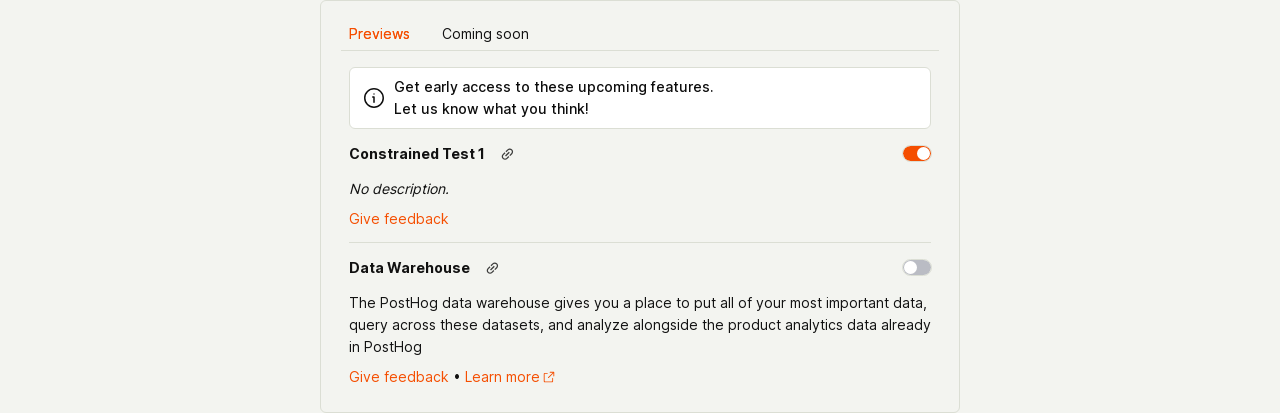 Previews
Coming soon
Get early access to these upcoming features.
Let us know what you think!
Constrained Test 1
No description.
Give feedback
Data Warehouse
The PostHog data warehouse gives you a place to put all of your most important data,
query across these datasets, and analyze alongside the product analytics data already
in PostHog
Give feedback • Learn more